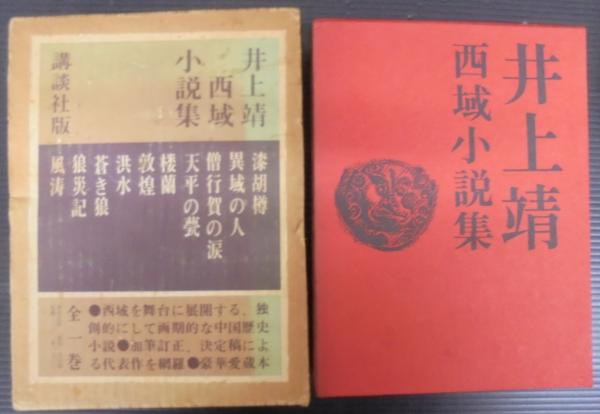 井上靖
西域
小説集
講談社版
漆胡樽
異域の人
僧行賀の涙
天平の甍
楼蘭
敦煌
洪水
蒼き狼
狼災記
風涛
●西域を舞台に展開する、独
創的にして画期的な中国歴史
小説●加筆訂正、決定稿によ
る代表作を網羅●豪華愛蔵本
全一巻
井上靖
西域小説集